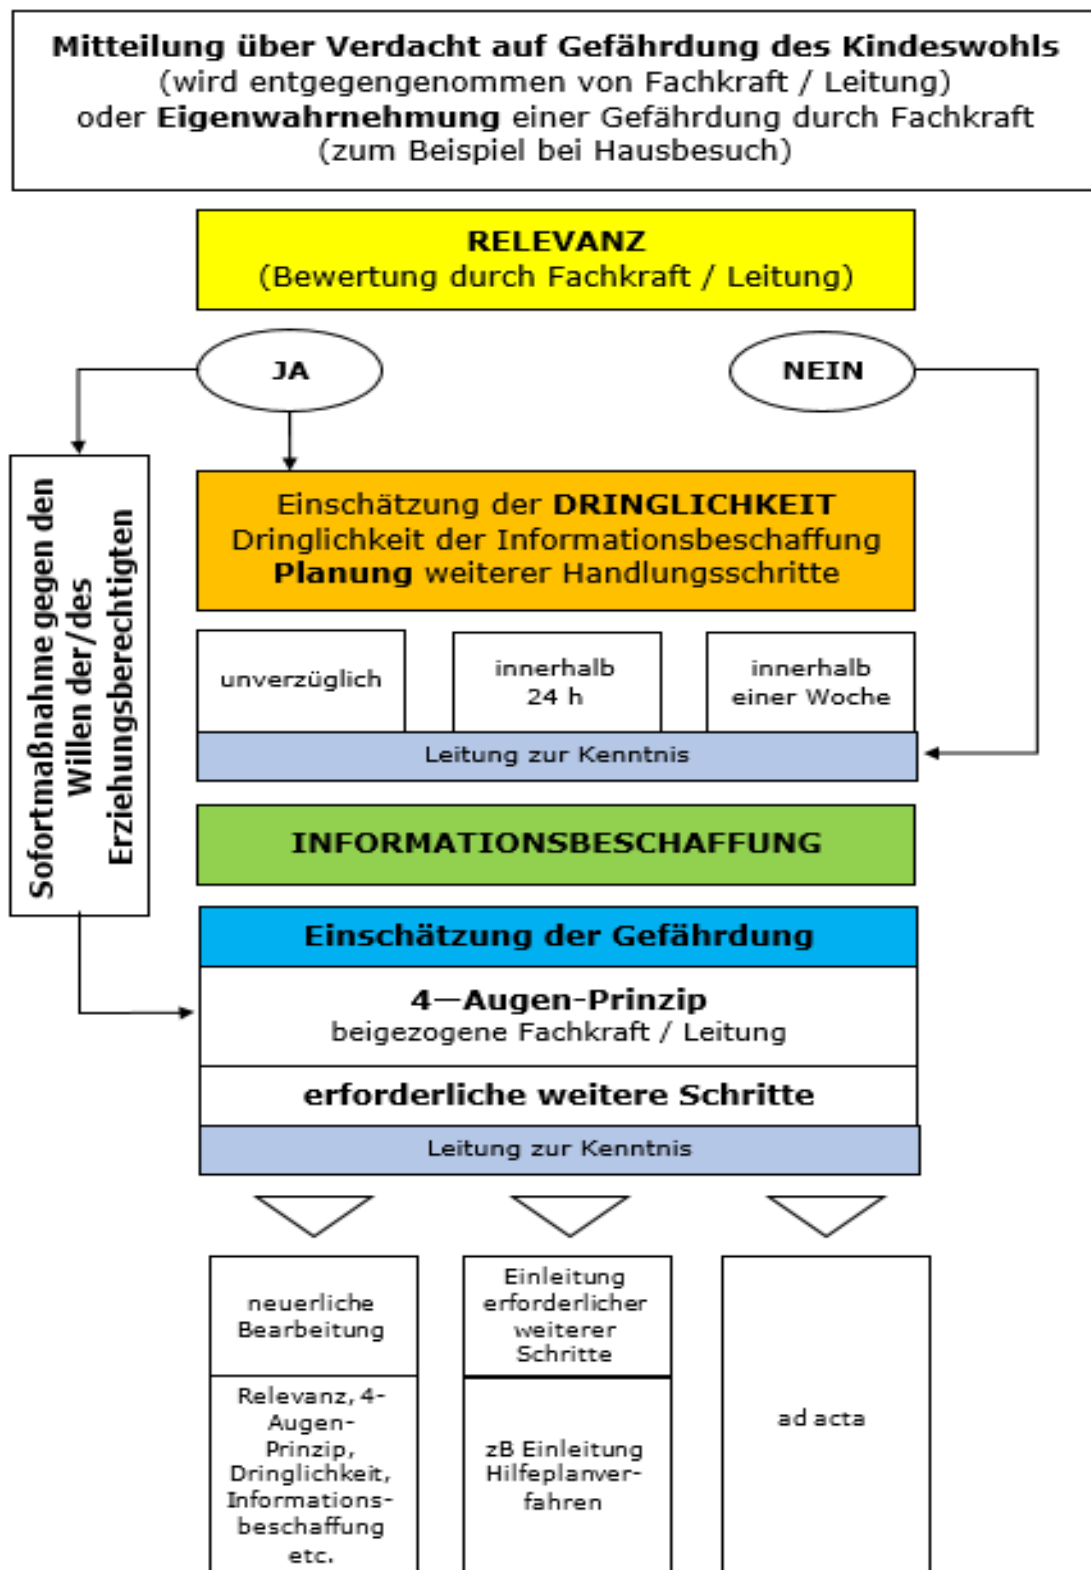 Mitteilung über Verdacht auf Gefährdung des Kindeswohls
(wird entgegengenommen von Fachkraft / Leitung)
oder Eigenwahrnehmung einer Gefährdung durch Fachkraft
(zum Beispiel bei Hausbesuch)
RELEVANZ
(Bewertung durch Fachkraft / Leitung)
JA
NEIN
Sofortmaßnahme gegen den
Willen der/des
Erziehungsberechtigten
Einschätzung der DRINGLICHKEIT
Dringlichkeit der Informationsbeschaffung
Planung weiterer Handlungsschritte
unverzüglich
innerhalb
24 h
innerhalb
einer Woche
Leitung zur Kenntnis
INFORMATIONSBESCHAFFUNG
Einschätzung der Gefährdung
4—Augen-Prinzip
beigezogene Fachkraft / Leitung
erforderliche weitere Schritte
Leitung zur Kenntnis
neuerliche
Bearbeitung
Relevanz, 4-
Augen-
Prinzip,
Dringlichkeit,
Informations-
beschaffung
etc.
Einleitung
erforderlicher
weiterer
Schritte
zB Einleitung
Hilfeplanver-
fahren
ad acta